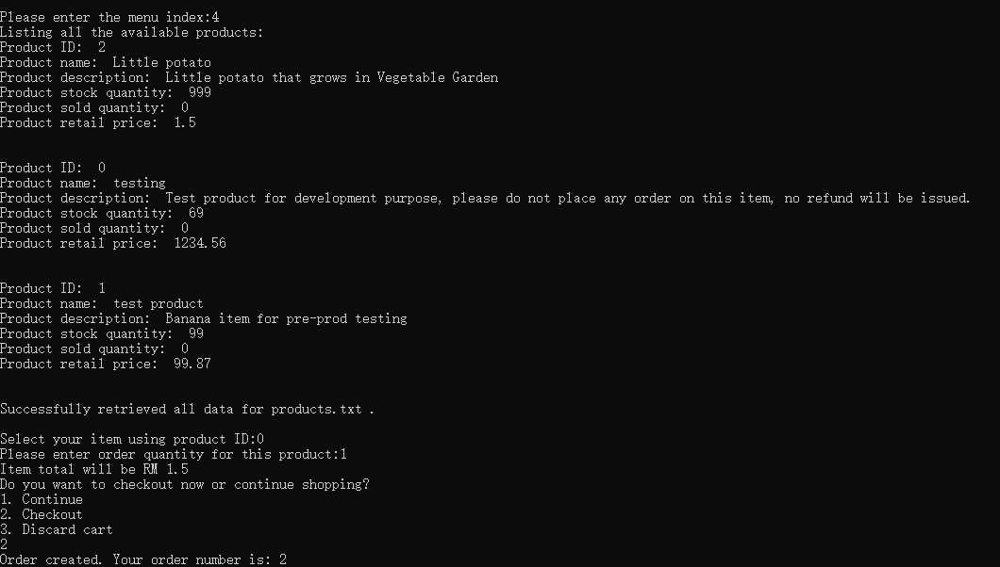 Please enter the menu index:4
Listing all the available products:
Product ID:  2
Product name:  Little potato
Product description:  Little potato that grows in Vegetable Garden
Product stock quantity:  999
Product sold quantity:  0
Product retail price:  1.5
Product ID:  0
Product name:  testing
Product description:  Test product for development purpose, please do not place any order on this item, no refund will be issued.
Product stock quantity:  69
Product sold quantity:  0
Product retail price:  1234.56
Product ID:  1
Product name:  test product
Product description:  Banana item for pre-prod testing
Product stock quantity:  99
Product sold quantity:  0
Product retail price:  99.87
Successfully retrieved all data for products.txt .
Select your item using product ID:0
Please enter order quantity for this product:1
Item total will be RM 1.5
Do you want to checkout now or continue shopping?
1. Continue
2. Checkout
3. Discard cart
2
Order created. Your order number is: 2